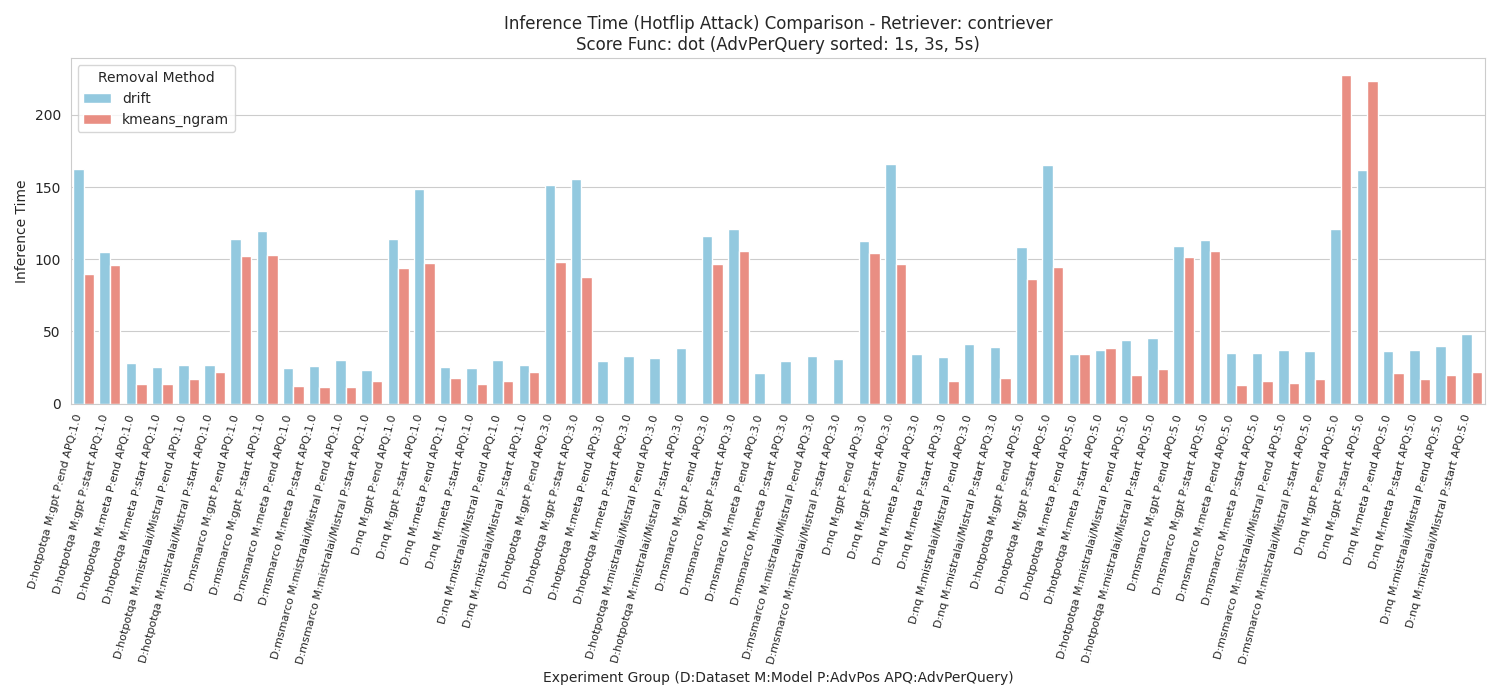 Inference Time (Hotflip Attack) Comparison - Retriever: contriever
Score Func: dot (AdvPerQuery sorted: 1s, 3s, 5s)
Removal Method
drift
kmeans_ngram
Inference Time
200
150
100
50
0
D:hotpotqa M:gpt P:end APQ:1.0
D:hotpotqa M:gpt P:start APQ:1.0
D:hotpotqa M:meta P:end APQ:1.0
D:hotpotqa M:meta P:start APQ:1.0
D:hotpotqa M:mistralai/Mistral P:end APQ:1.0
D:hotpotqa M:mistralai/Mistral P:start APQ:1.0
D:msmarco M:gpt P:end APQ:1.0
D:msmarco M:gpt P:start APQ:1.0
D:msmarco M:meta P:end APQ:1.0
D:msmarco M:meta P:start APQ:1.0
D:msmarco M:mistralai/Mistral P:end APQ:1.0
D:msmarco M:mistralai/Mistral P:start APQ:1.0
D:nq M:gpt P:end APQ:1.0
D:nq M:gpt P:start APQ:1.0
D:nq M:meta P:end APQ:1.0
D:nq M:meta P:start APQ:1.0
D:nq M:mistralai/Mistral P:end APQ:1.0
D:nq M:mistralai/Mistral P:start APQ:1.0
D:hotpotqa M:gpt P:end APQ:3.0
D:hotpotqa M:gpt P:start APQ:3.0
D:hotpotqa M:meta P:end APQ:3.0
D:hotpotqa M:meta P:start APQ:3.0
D:hotpotqa M:mistralai/Mistral P:end APQ:3.0
D:hotpotqa M:mistralai/Mistral P:start APQ:3.0
D:msmarco M:gpt P:end APQ:3.0
D:msmarco M:gpt P:start APQ:3.0
D:msmarco M:meta P:end APQ:3.0
D:msmarco M:meta P:start APQ:3.0
D:msmarco M:mistralai/Mistral P:end APQ:3.0
D:msmarco M:mistralai/Mistral P:start APQ:3.0
D:nq M:gpt P:end APQ:3.0
D:nq M:gpt P:start APQ:3.0
D:nq M:meta P:end APQ:3.0
D:nq M:meta P:start APQ:3.0
D:nq M:mistralai/Mistral P:end APQ:3.0
D:nq M:mistralai/Mistral P:start APQ:3.0
D:hotpotqa M:gpt P:end APQ:5.0
D:hotpotqa M:gpt P:start APQ:5.0
D:hotpotqa M:meta P:end APQ:5.0
D:hotpotqa M:meta P:start APQ:5.0
D:hotpotqa M:mistralai/Mistral P:end APQ:5.0
D:hotpotqa M:mistralai/Mistral P:start APQ:5.0
D:msmarco M:gpt P:end APQ:5.0
D:msmarco M:gpt P:start APQ:5.0
D:msmarco M:meta P:end APQ:5.0
D:msmarco M:meta P:start APQ:5.0
D:msmarco M:mistralai/Mistral P:end APQ:5.0
D:msmarco M:mistralai/Mistral P:start APQ:5.0
D:nq M:gpt P:end APQ:5.0
D:nq M:gpt P:start APQ:5.0
D:nq M:meta P:end APQ:5.0
D:nq M:meta P:start APQ:5.0
D:nq M:mistralai/Mistral P:end APQ:5.0
D:nq M:mistralai/Mistral P:start APQ:5.0
Experiment Group (D:Dataset M:Model P:AdvPos APQ:AdvPerQuery)